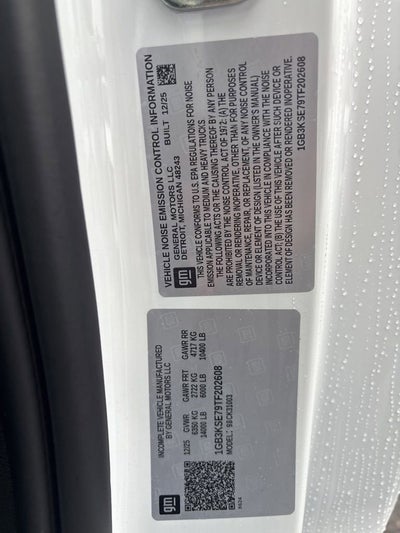 VEHICLE NOISE EMISSION CONTROL INFORMATION
GENERAL MOTORS LLC BUILT 12/25
DETROIT, MICHIGAN 48243
gm
THIS VEHICLE CONFORMS TO U.S. EPA REGULATIONS FOR NOISE
EMISSION APPLICABLE TO MEDIUM AND HEAVY TRUCKS.
THE FOLLOWING ACTS OR THE CAUSING THEREOF BY ANY PERSON
ARE PROHIBITED BY THE NOISE CONTROL ACT OF 1972: (A) THE
REMOVAL OR RENDERING INOPERATIVE, OTHER THAN FOR PURPOSES
OF MAINTENANCE, REPAIR, OR REPLACEMENT, OF ANY NOISE CONTROL
DEVICE OR ELEMENT OF DESIGN (LISTED IN THE OWNER'S MANUAL)
INCORPORATED INTO THIS VEHICLE IN COMPLIANCE WITH THE NOISE
CONTROL ACT; (B) THE USE OF THIS VEHICLE AFTER SUCH DEVICE OR
ELEMENT OF DESIGN HAS BEEN REMOVED OR RENDERED INOPERATIVE.
1GB3KSE79TF202608
gm
INCOMPLETE VEHICLE MANUFACTURED
BY GENERAL MOTORS LLC
12/25 GVWR GAWR FRT GAWR RR
6350 KG 2722 KG 4717 KG
14000 LB 6000 LB 10400 LB
1GB3KSE79TF202608
MODEL: S9CK31003